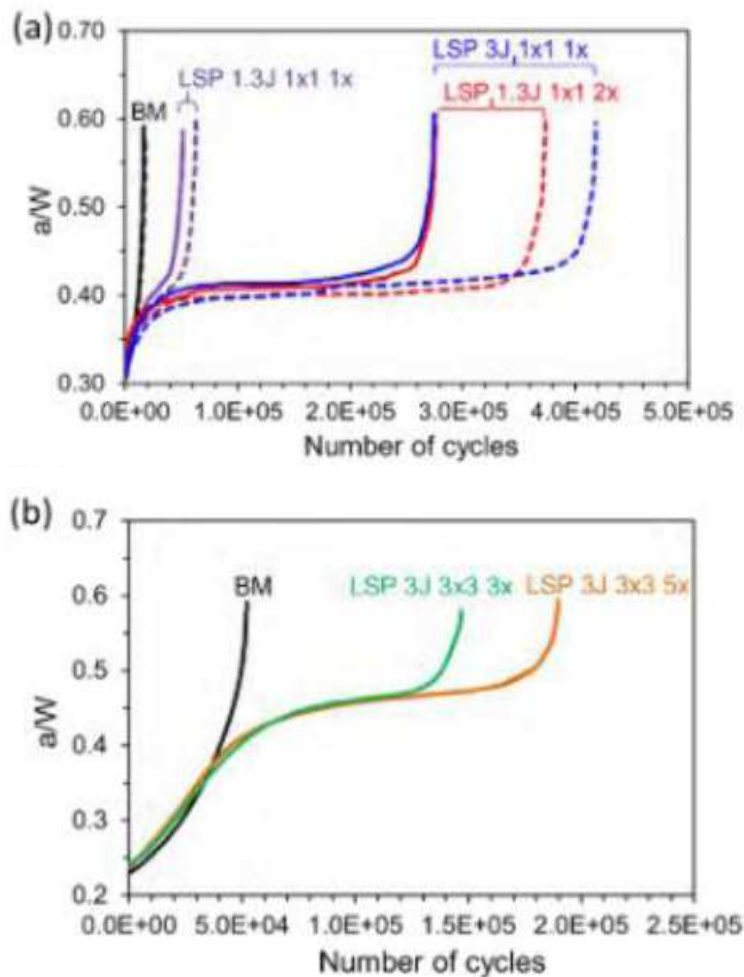 (a)
0.70
0.60
0.50
0.40
0.30
a/W
BM
LSP 1.3J 1x1 1x
LSP 3J 1x1 1x
LSP 1.3J 1x1 2x
0.0E+00 1.0E+05 2.0E+05 3.0E+05 4.0E+05 5.0E+05
Number of cycles
(b)
0.7
0.6
0.5
0.4
0.3
0.2
a/W
BM
LSP 3J 3x3 3x
LSP 3J 3x3 5x
0.0E+00 5.0E+04 1.0E+05 1.5E+05 2.0E+05 2.5E+05
Number of cycles